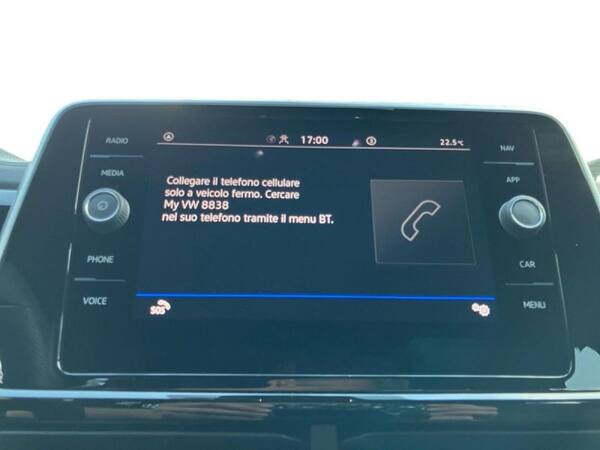 RADIO
MEDIA
PHONE
VOICE
17:00
22.5°C
Collegare il telefono cellulare
solo a veicolo fermo. Cercare
My VW 8838
nel suo telefono tramite il menu BT.
SOS
NAV
APP
CAR
MENU